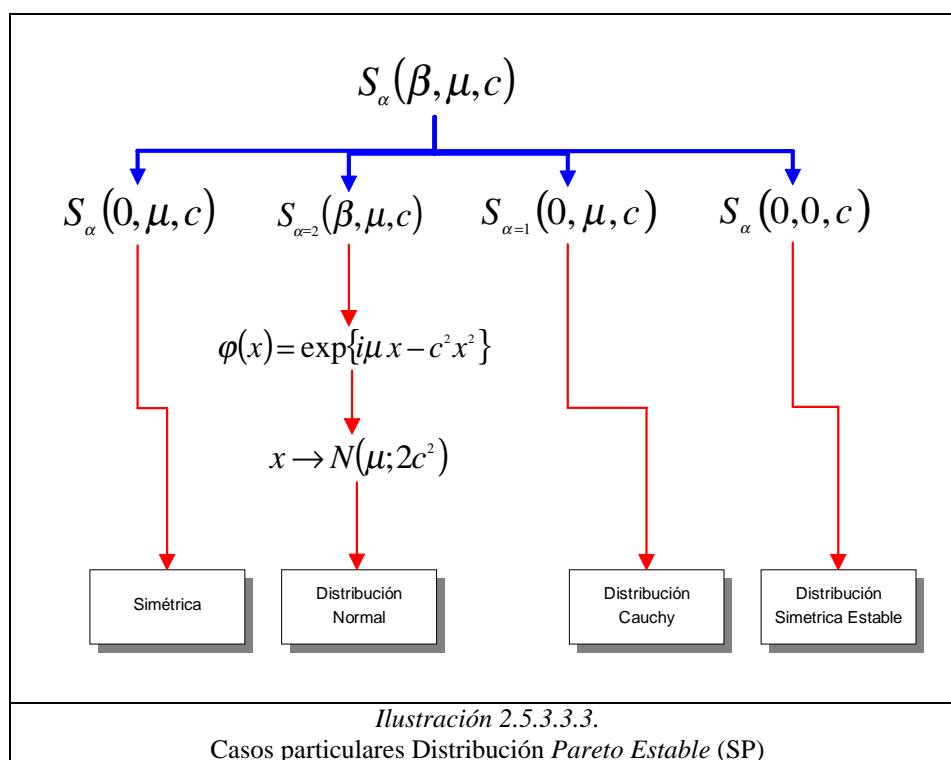 S_α(β,μ,c)
S_α(0,μ,c) S_{α=2}(β,μ,c) S_{α=1}(0,μ,c) S_α(0,0,c)
φ(x)=exp{iμx−c²x²}
x→N(μ;2c²)
Simétrica
Distribución
Normal
Distribución
Cauchy
Distribución
Simetrica Estable
Ilustración 2.5.3.3.3.
Casos particulares Distribución Pareto Estable (SP)